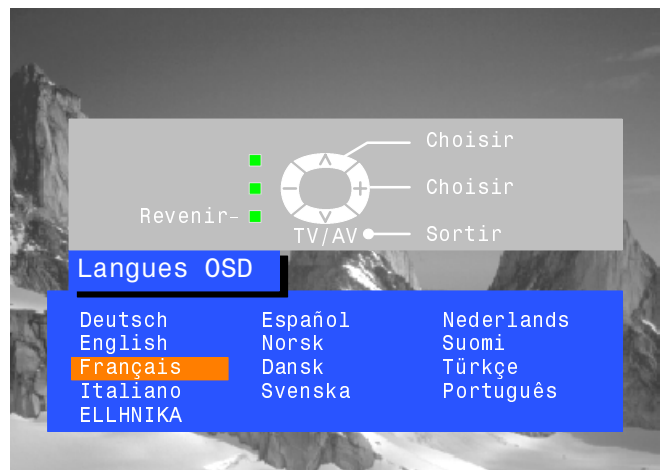 Choisir
Choisir
Revenir
TV/AV Sortir
Langues OSD
Deutsch Español Nederlands
English Norsk Suomi
Français Dansk Türkçe
Italiano Svenska Português
ELLHNIKA